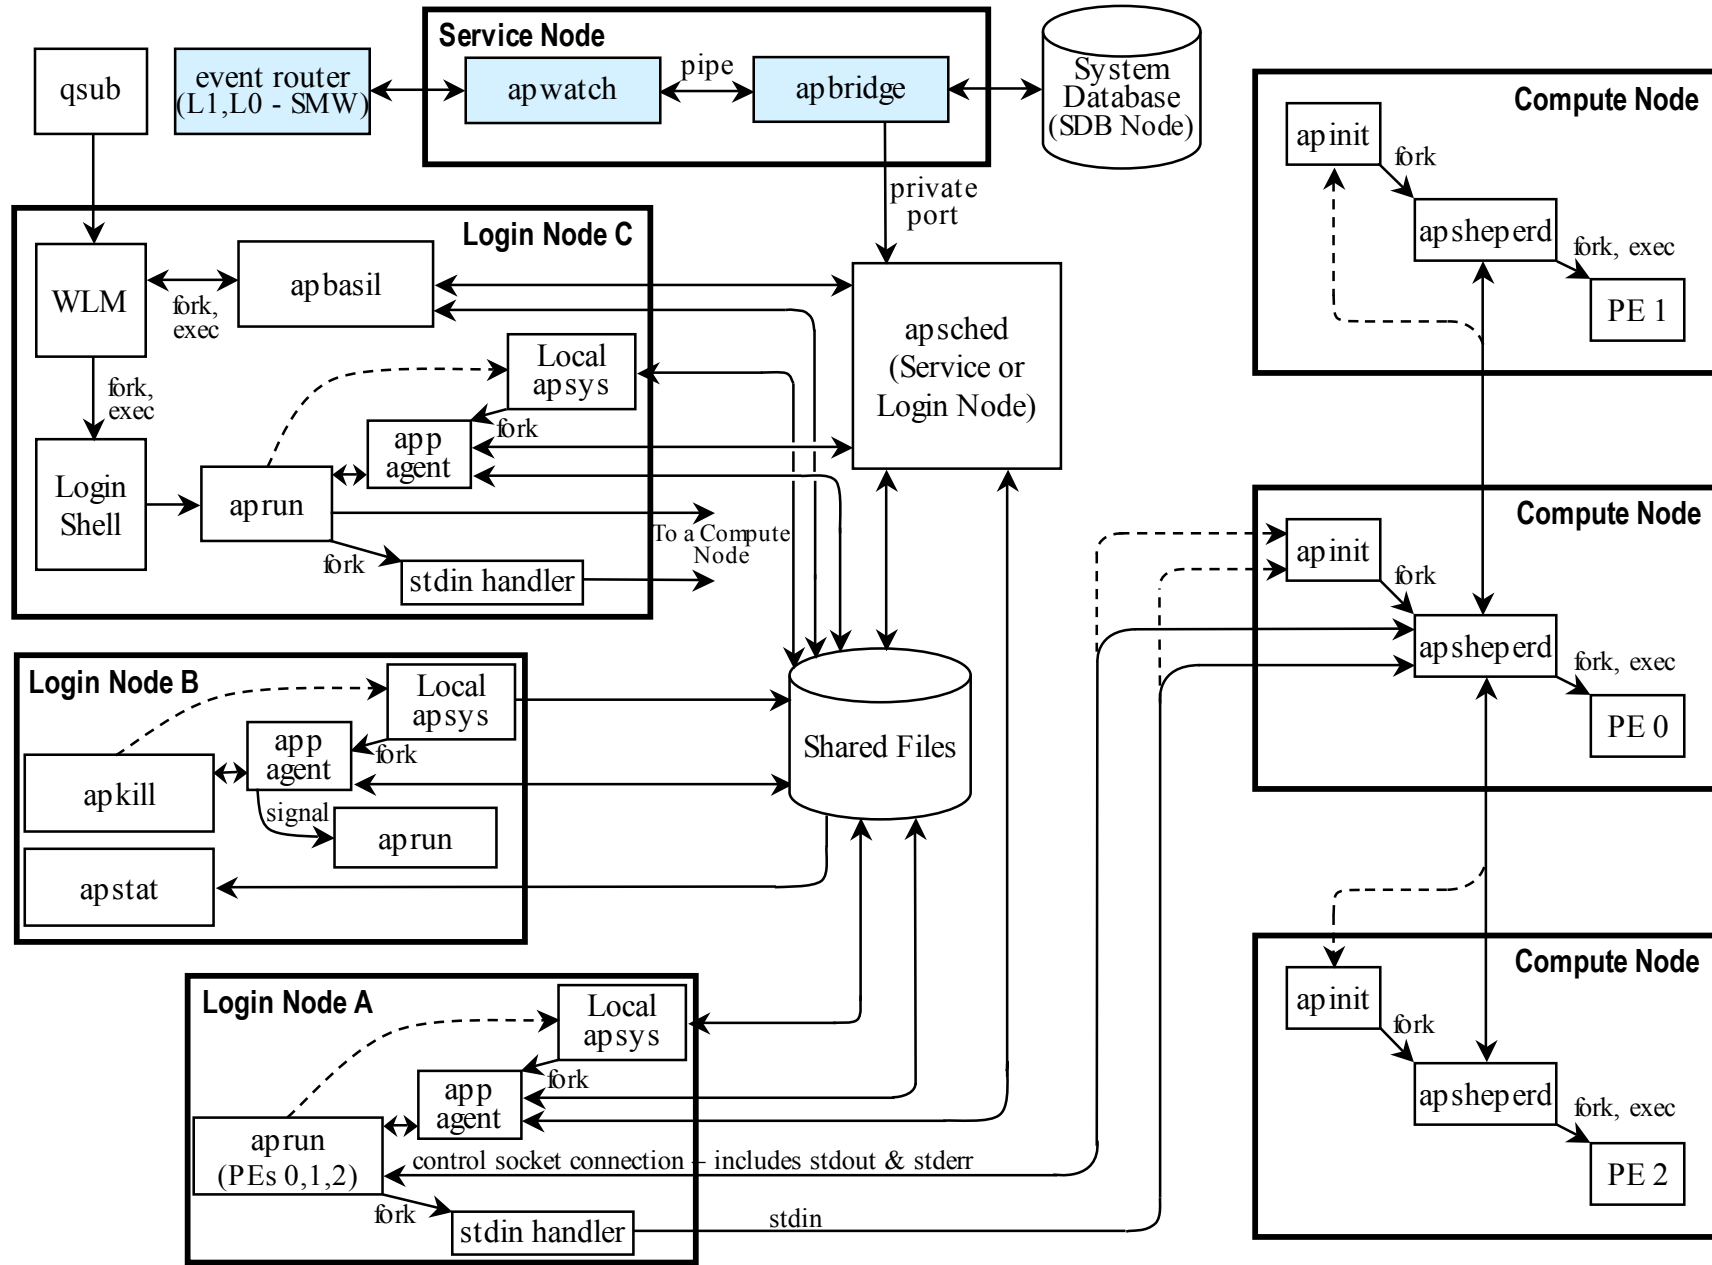 Service Node
qsub
event router
(L1,L0 - SMW)
apwatch
pipe
apbridge
System
Database
(SDB Node)
private
port
Login Node C
WLM
fork,
exec
apbasil
fork,
exec
Login
Shell
Local
apsys
fork
app
agent
aprun
fork
stdin handler
To a Compute
Node
apsched
(Service or
Login Node)
Login Node B
Local
apsys
fork
app
agent
apkill
signal
aprun
apstat
Shared Files
Login Node A
Local
apsys
fork
app
agent
aprun
(PEs 0,1,2)
control socket connection – includes stdout & stderr
fork
stdin handler
stdin
Compute Node
apinit
fork
apsheperd
fork, exec
PE 1
Compute Node
apinit
fork
apsheperd
fork, exec
PE 0
Compute Node
apinit
fork
apsheperd
fork, exec
PE 2